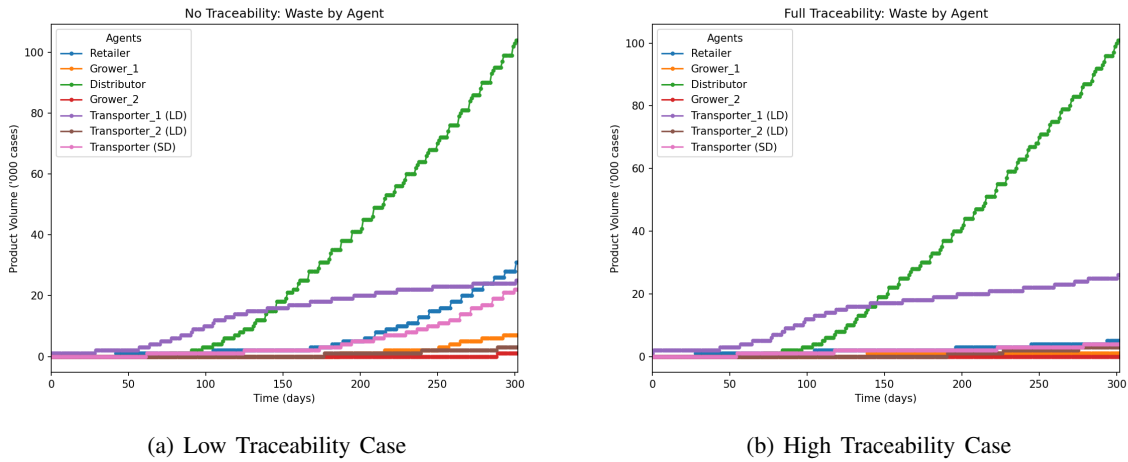 No Traceability: Waste by Agent
Product Volume ('000 cases)
100
80
60
40
20
0
Agents
Retailer
Grower_1
Distributor
Grower_2
Transporter_1 (LD)
Transporter_2 (LD)
Transporter (SD)
0 50 100 150 200 250 300
Time (days)
(a) Low Traceability Case
Full Traceability: Waste by Agent
Product Volume ('000 cases)
100
80
60
40
20
0
Agents
Retailer
Grower_1
Distributor
Grower_2
Transporter_1 (LD)
Transporter_2 (LD)
Transporter (SD)
0 50 100 150 200 250 300
Time (days)
(b) High Traceability Case